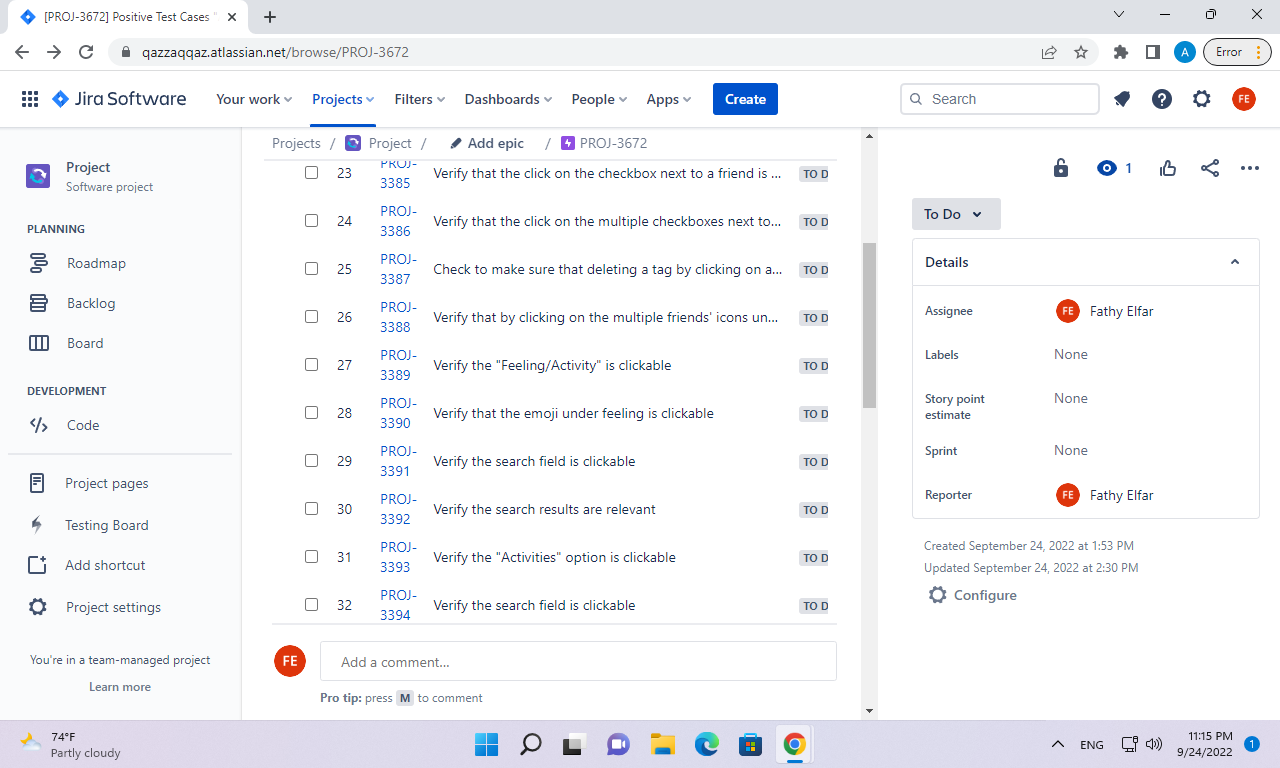 [PROJ-3672] Positive Test Cases "
qazzaqqaz.atlassian.net/browse/PROJ-3672
A
Error
Jira Software
Your work
Projects
Filters
Dashboards
People
Apps
Create
Search
FE
Project
Software project
PLANNING
Roadmap
Backlog
Board
DEVELOPMENT
Code
Project pages
Testing Board
Add shortcut
Project settings
You're in a team-managed project
Learn more
Projects / Project / Add epic / PROJ-3672
23 PROJ-3385 Verify that the click on the checkbox next to a friend is ... TO D
24 PROJ-3386 Verify that the click on the multiple checkboxes next to... TO D
25 PROJ-3387 Check to make sure that deleting a tag by clicking on a... TO D
26 PROJ-3388 Verify that by clicking on the multiple friends' icons un... TO D
27 PROJ-3389 Verify the "Feeling/Activity" is clickable TO D
28 PROJ-3390 Verify that the emoji under feeling is clickable TO D
29 PROJ-3391 Verify the search field is clickable TO D
30 PROJ-3392 Verify the search results are relevant TO D
31 PROJ-3393 Verify the "Activities" option is clickable TO D
32 PROJ-3394 Verify the search field is clickable TO D
FE
Add a comment...
Pro tip: press M to comment
1
To Do
Details
Assignee
FE Fathy Elfar
Labels
None
Story point
estimate
None
Sprint
None
Reporter
FE Fathy Elfar
Created September 24, 2022 at 1:53 PM
Updated September 24, 2022 at 2:30 PM
Configure
74°F
Partly cloudy
ENG
11:15 PM
9/24/2022
1